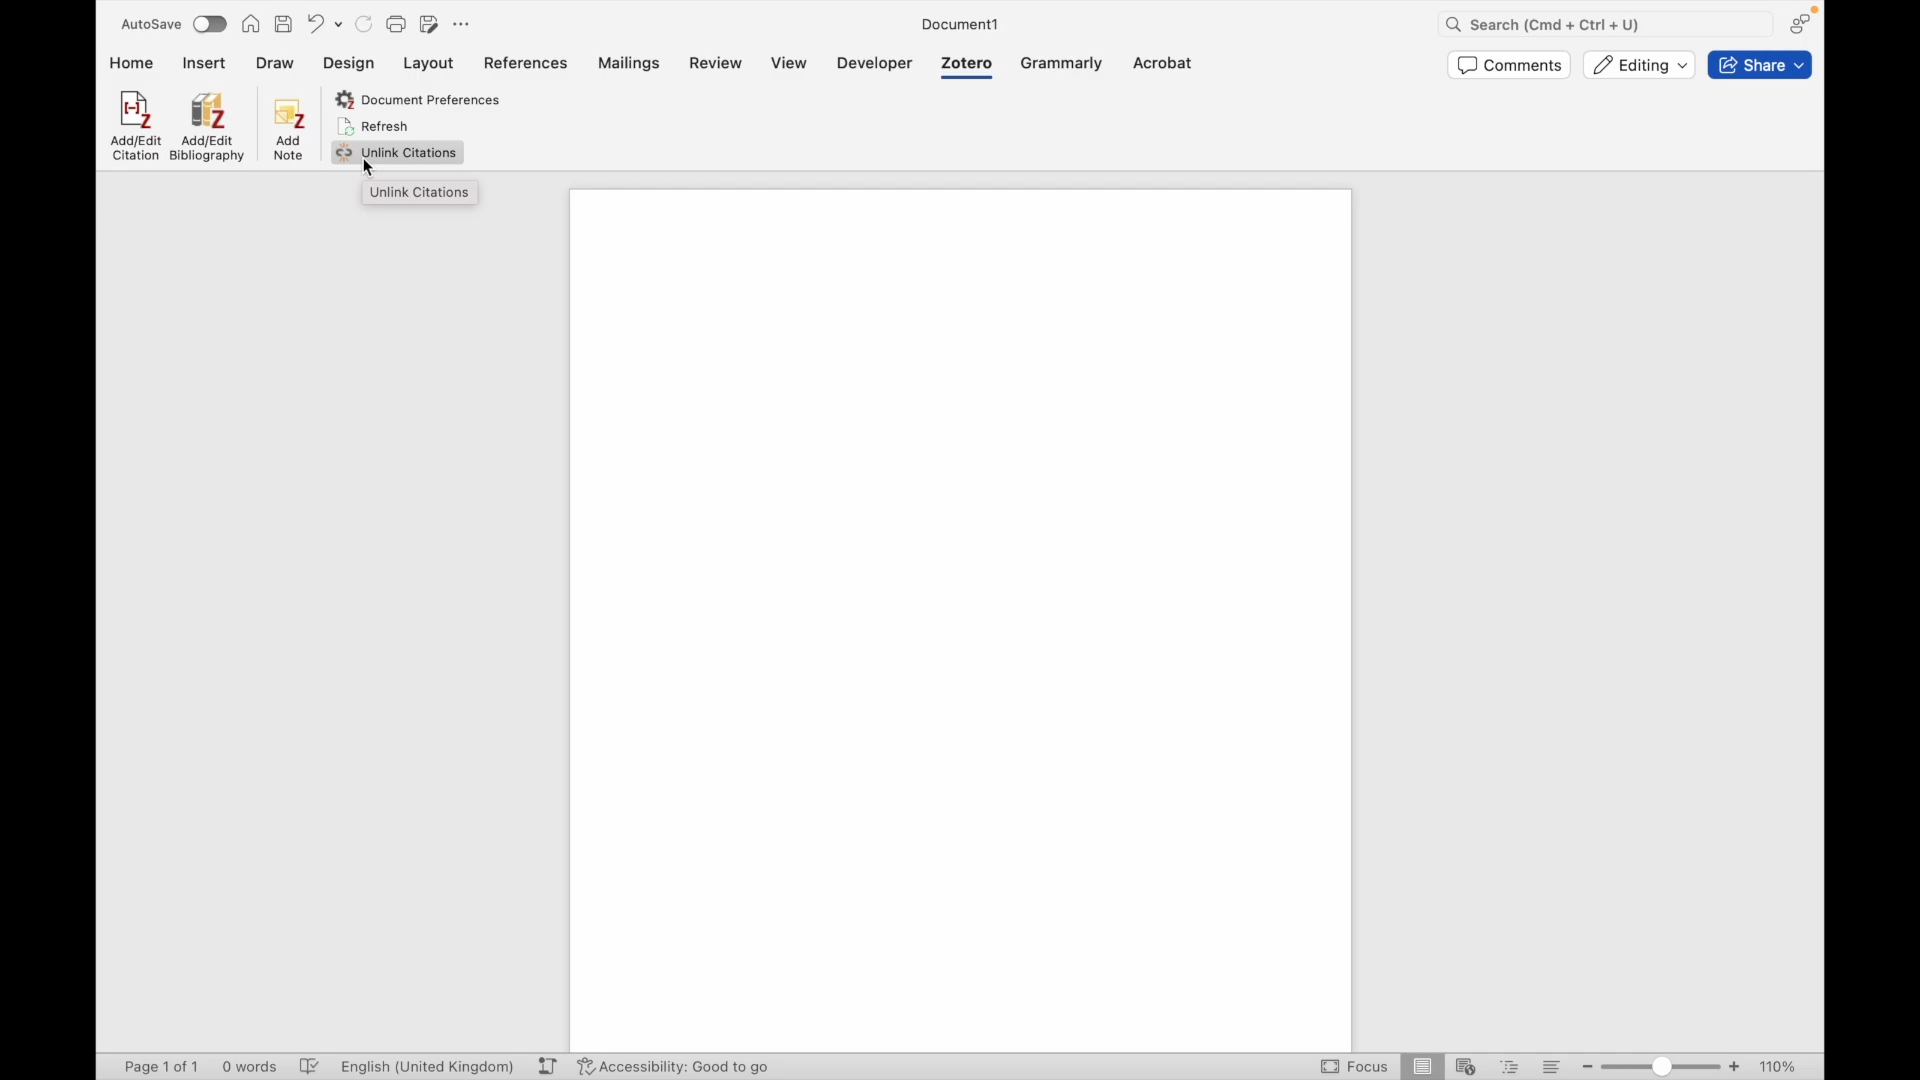 AutoSave
Document1
Search (Cmd + Ctrl + U)
Home Insert Draw Design Layout References Mailings Review View Developer Zotero Grammarly Acrobat
Comments
Editing
Share
Add/Edit
Citation
Add/Edit
Bibliography
Add
Note
Document Preferences
Refresh
Unlink Citations
Unlink Citations
Page 1 of 1 0 words English (United Kingdom) Accessibility: Good to go Focus 110%